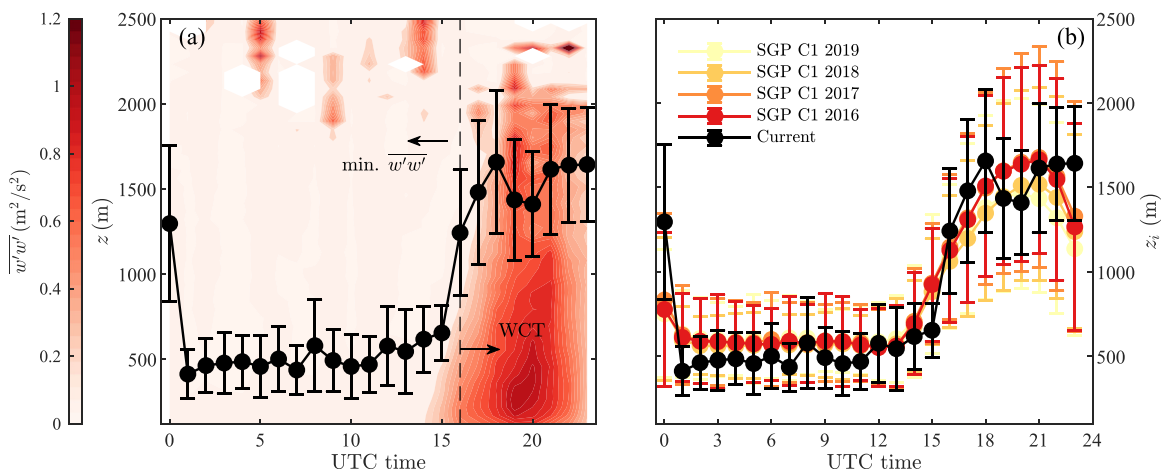 1.2
1
0.8
0.6
0.4
0.2
0
w'w' (m²/s²)
2500
2000
1500
1000
500
z (m)
(a)
min. w'w'
WCT
0 5 10 15 20
UTC time
(b)
SGP C1 2019
SGP C1 2018
SGP C1 2017
SGP C1 2016
Current
2500
2000
1500
1000
500
z_i (m)
0 3 6 9 12 15 18 21 24
UTC time